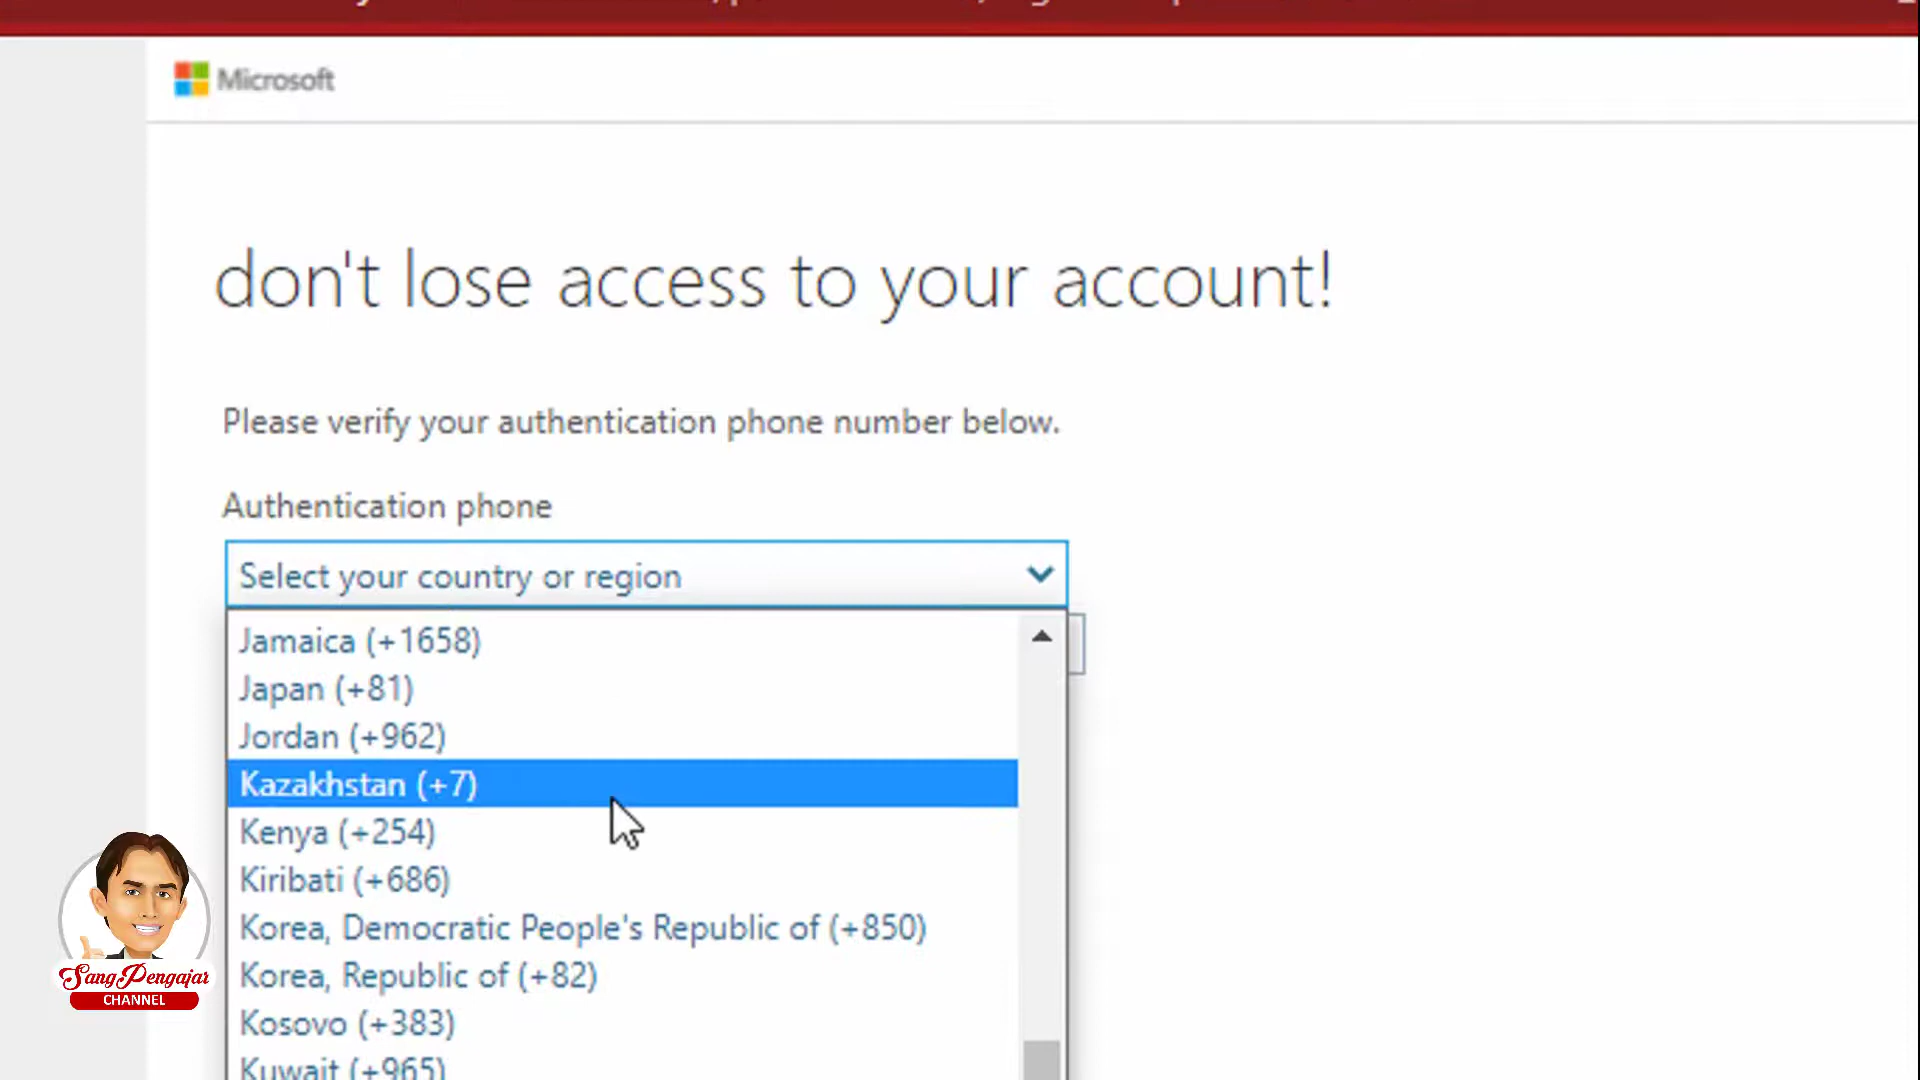 Microsoft
don't lose access to your account!
Please verify your authentication phone number below.
Authentication phone
Select your country or region
Jamaica (+1658)
Japan (+81)
Jordan (+962)
Kazakhstan (+7)
Kenya (+254)
Kiribati (+686)
Korea, Democratic People's Republic of (+850)
Korea, Republic of (+82)
Kosovo (+383)
Kuwait (+965)
Sang Pengajar
CHANNEL